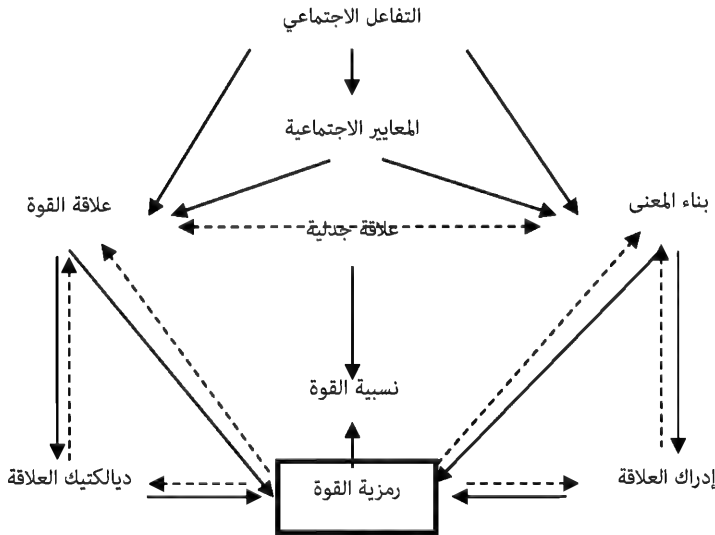 التفاعل الاجتماعي
المعايير الاجتماعية
بناء المعنى
علاقة القوة
علاقة جدلية
نسبية القوة
إدراك العلاقة
رمزية القوة
ديالكتيك العلاقة